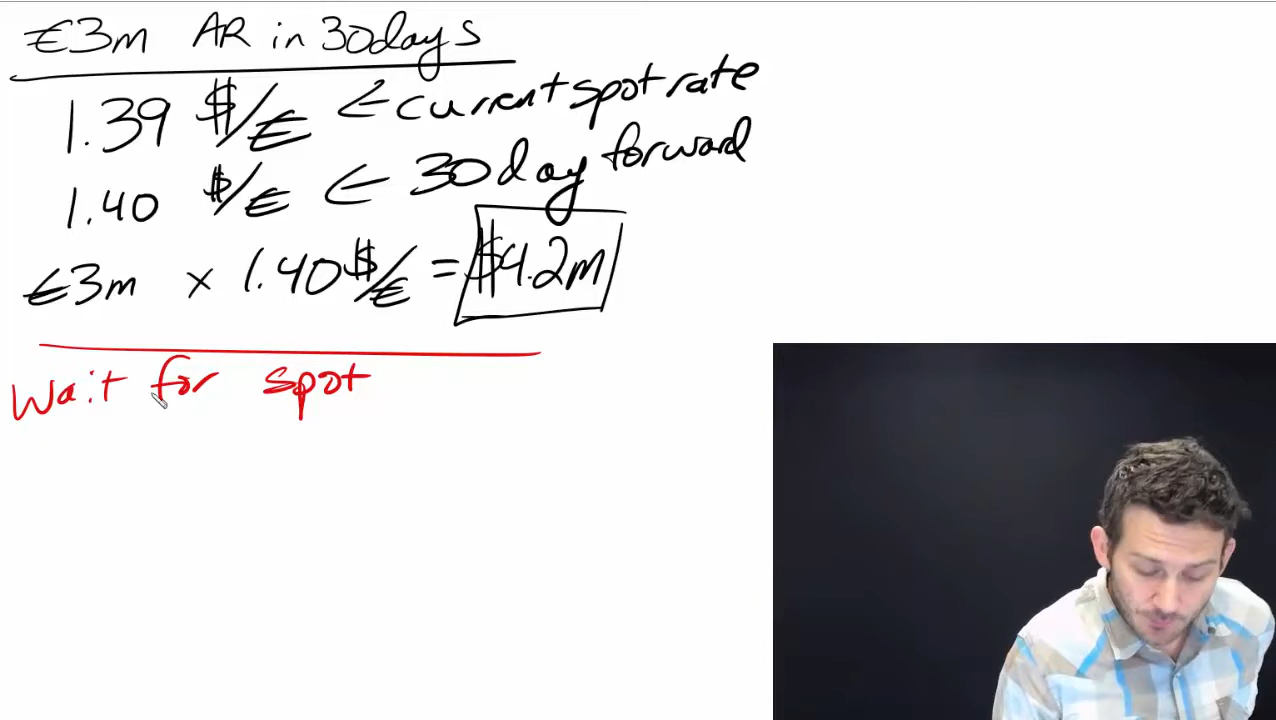 €3m AR in 30days
1.39 $/€ ← current spot rate
1.40 $/€ ← 30 day forward
€3m × 1.40 $/€ = $4.2m
Wait for spot